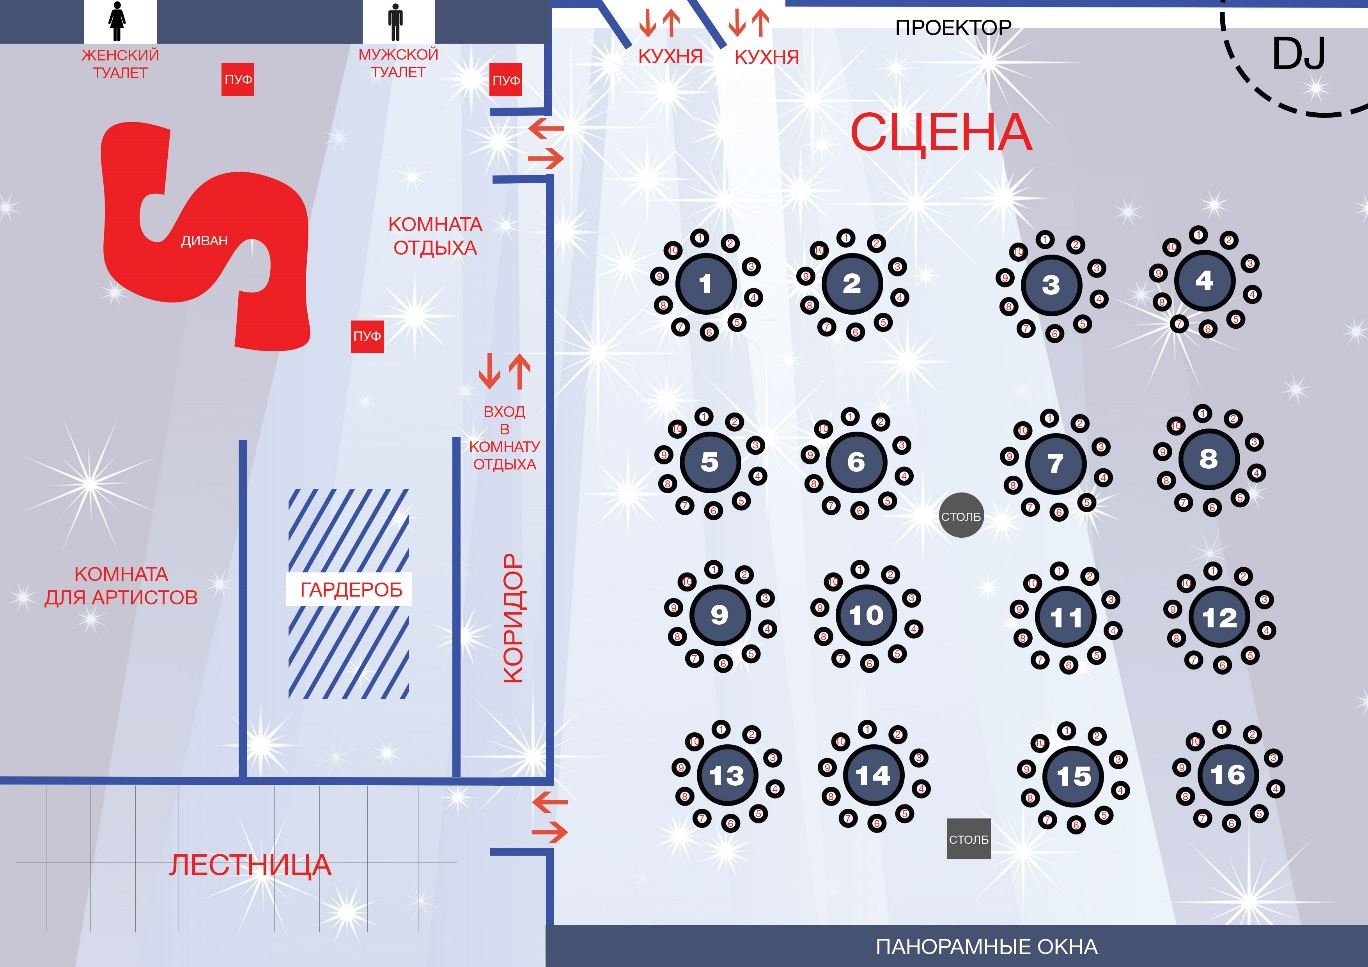 ЖЕНСКИЙ
ТУАЛЕТ
МУЖСКОЙ
ТУАЛЕТ
ПУФ
ПУФ
КУХНЯ
КУХНЯ
ПРОЕКТОР
DJ
СЦЕНА
ДИВАН
КОМНАТА
ОТДЫХА
ПУФ
ВХОД
В
КОМНАТУ
ОТДЫХА
КОМНАТА
ДЛЯ АРТИСТОВ
ГАРДЕРОБ
КОРИДОР
ЛЕСТНИЦА
1 2 3 4
5 6 7 8
СТОЛБ
9 10 11 12
13 14 15 16
СТОЛБ
ПАНОРАМНЫЕ ОКНА